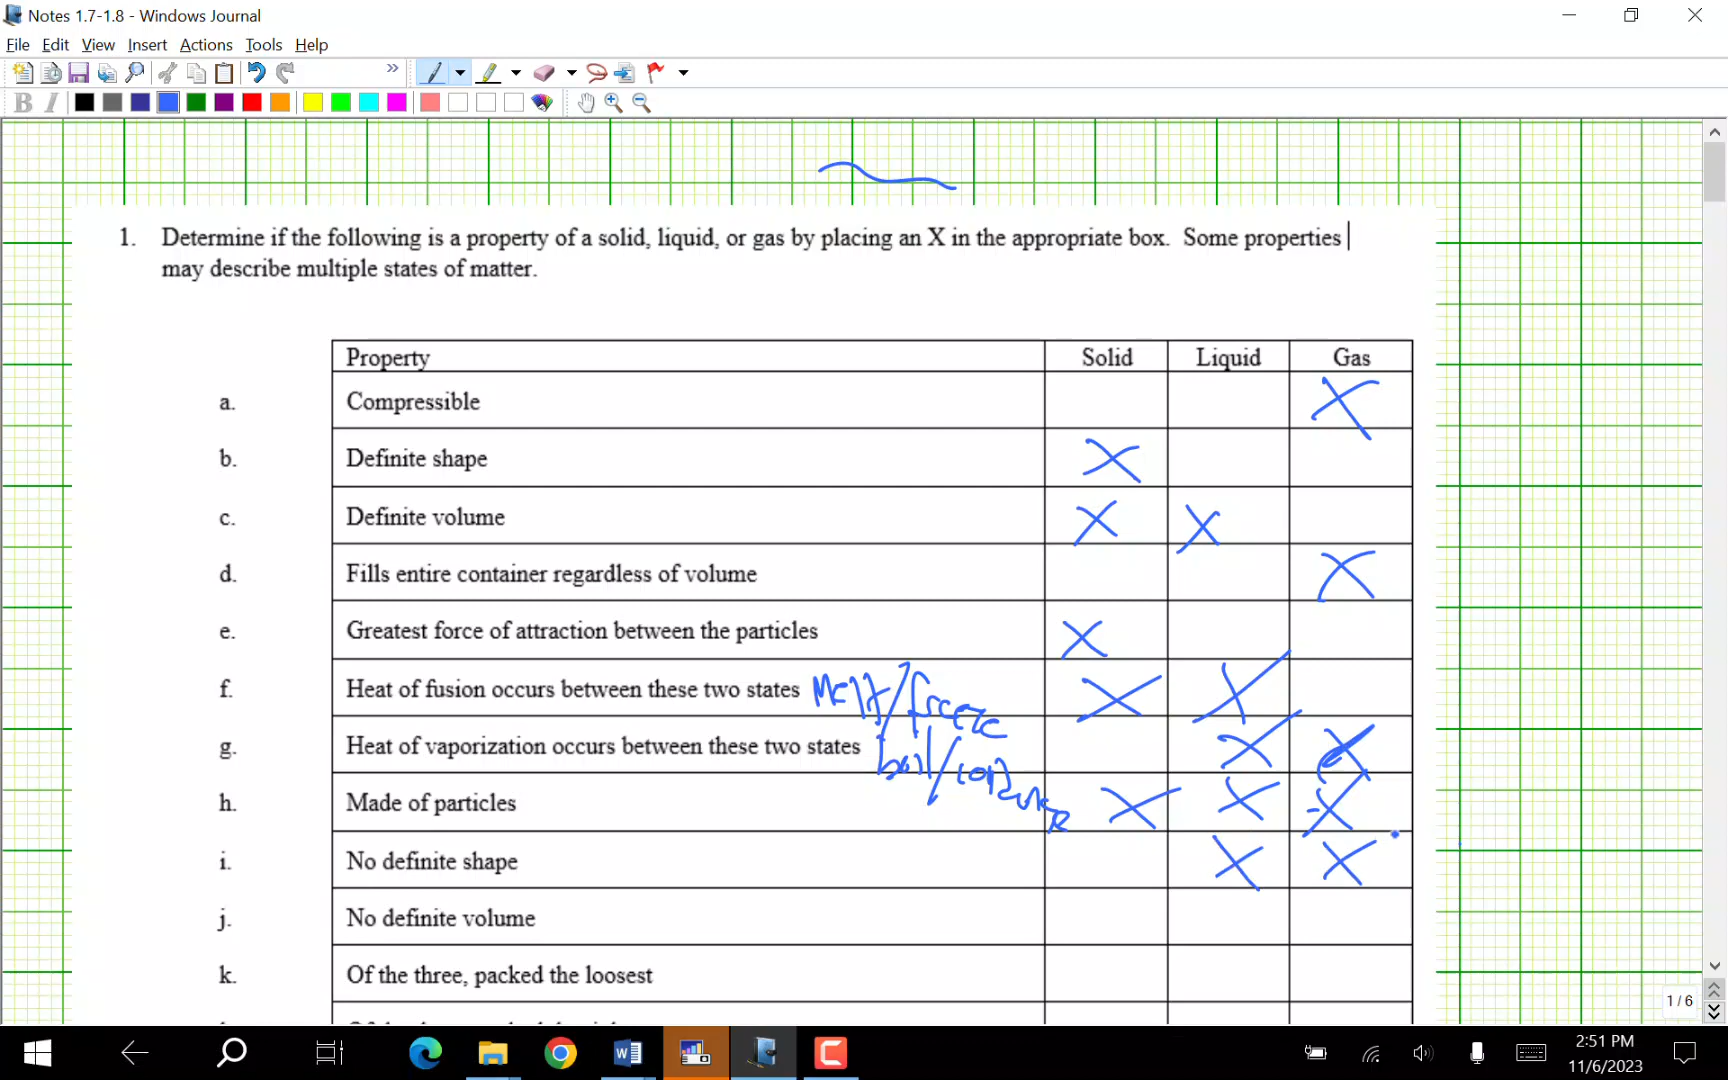 Notes 1.7-1.8 - Windows Journal
File Edit View Insert Actions Tools Help
B I
1. Determine if the following is a property of a solid, liquid, or gas by placing an X in the appropriate box. Some properties
may describe multiple states of matter.
Property Solid Liquid Gas
a. Compressible X
b. Definite shape X
c. Definite volume X X
d. Fills entire container regardless of volume X
e. Greatest force of attraction between the particles X
f. Heat of fusion occurs between these two states Melt/freeze X X
g. Heat of vaporization occurs between these two states boil/condense X X
h. Made of particles X X X
i. No definite shape X X
j. No definite volume
k. Of the three, packed the loosest
1 / 6
2:51 PM
11/6/2023